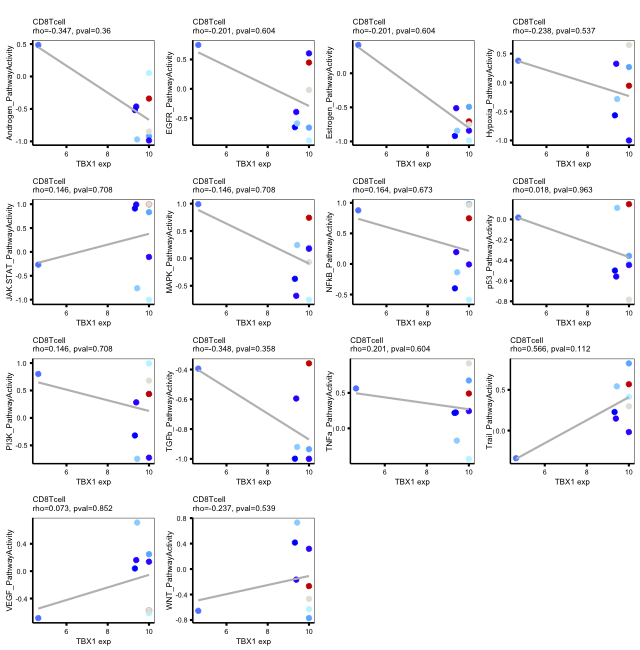 CD8Tcell
rho=-0.347, pval=0.36
Androgen_PathwayActivity
0.5
0.0
-0.5
-1.0
6
8
10
TBX1 exp
CD8Tcell
rho=-0.201, pval=0.604
EGFR_PathwayActivity
0.5
0.0
-0.5
6
8
10
TBX1 exp
CD8Tcell
rho=-0.201, pval=0.604
Estrogen_PathwayActivity
0.5
0.0
-0.5
-1.0
6
8
10
TBX1 exp
CD8Tcell
rho=-0.238, pval=0.537
Hypoxia_PathwayActivity
0.5
0.0
-0.5
-1.0
6
8
10
TBX1 exp
CD8Tcell
rho=0.146, pval=0.708
JAK-STAT_PathwayActivity
1.0
0.5
0.0
-0.5
-1.0
6
8
10
TBX1 exp
CD8Tcell
rho=-0.146, pval=0.708
MAPK_PathwayActivity
1.0
0.5
0.0
-0.5
6
8
10
TBX1 exp
CD8Tcell
rho=0.164, pval=0.673
NFkB_PathwayActivity
1.0
0.5
0.0
-0.5
6
8
10
TBX1 exp
CD8Tcell
rho=0.018, pval=0.963
p53_PathwayActivity
0.0
-0.2
-0.4
-0.6
-0.8
6
8
10
TBX1 exp
CD8Tcell
rho=0.146, pval=0.708
PI3K_PathwayActivity
1.0
0.5
0.0
-0.5
6
8
10
TBX1 exp
CD8Tcell
rho=-0.348, pval=0.358
TGFb_PathwayActivity
-0.4
-0.6
-0.8
-1.0
6
8
10
TBX1 exp
CD8Tcell
rho=0.201, pval=0.604
TNFa_PathwayActivity
0.5
0.0
6
8
10
TBX1 exp
CD8Tcell
rho=0.566, pval=0.112
Trail_PathwayActivity
0.5
0.0
6
8
10
TBX1 exp
CD8Tcell
rho=0.073, pval=0.852
VEGF_PathwayActivity
0.4
0.0
-0.4
6
8
10
TBX1 exp
CD8Tcell
rho=-0.237, pval=0.539
WNT_PathwayActivity
0.8
0.4
0.0
-0.4
-0.8
6
8
10
TBX1 exp